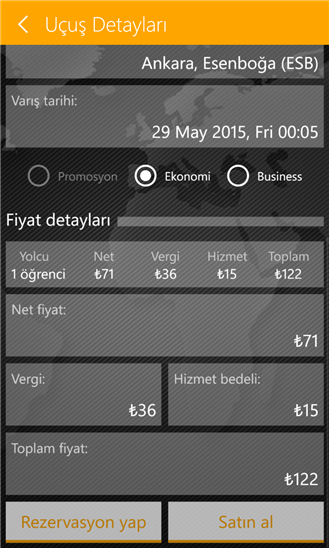 Uçuş Detayları
Ankara, Esenboğa (ESB)
Varış tarihi:
29 May 2015, Fri 00:05
Promosyon Ekonomi Business
Fiyat detayları
Yolcu Net Vergi Hizmet Toplam
1 öğrenci ₺71 ₺36 ₺15 ₺122
Net fiyat:
₺71
Vergi: Hizmet bedeli:
₺36 ₺15
Toplam fiyat:
₺122
Rezervasyon yap Satın al